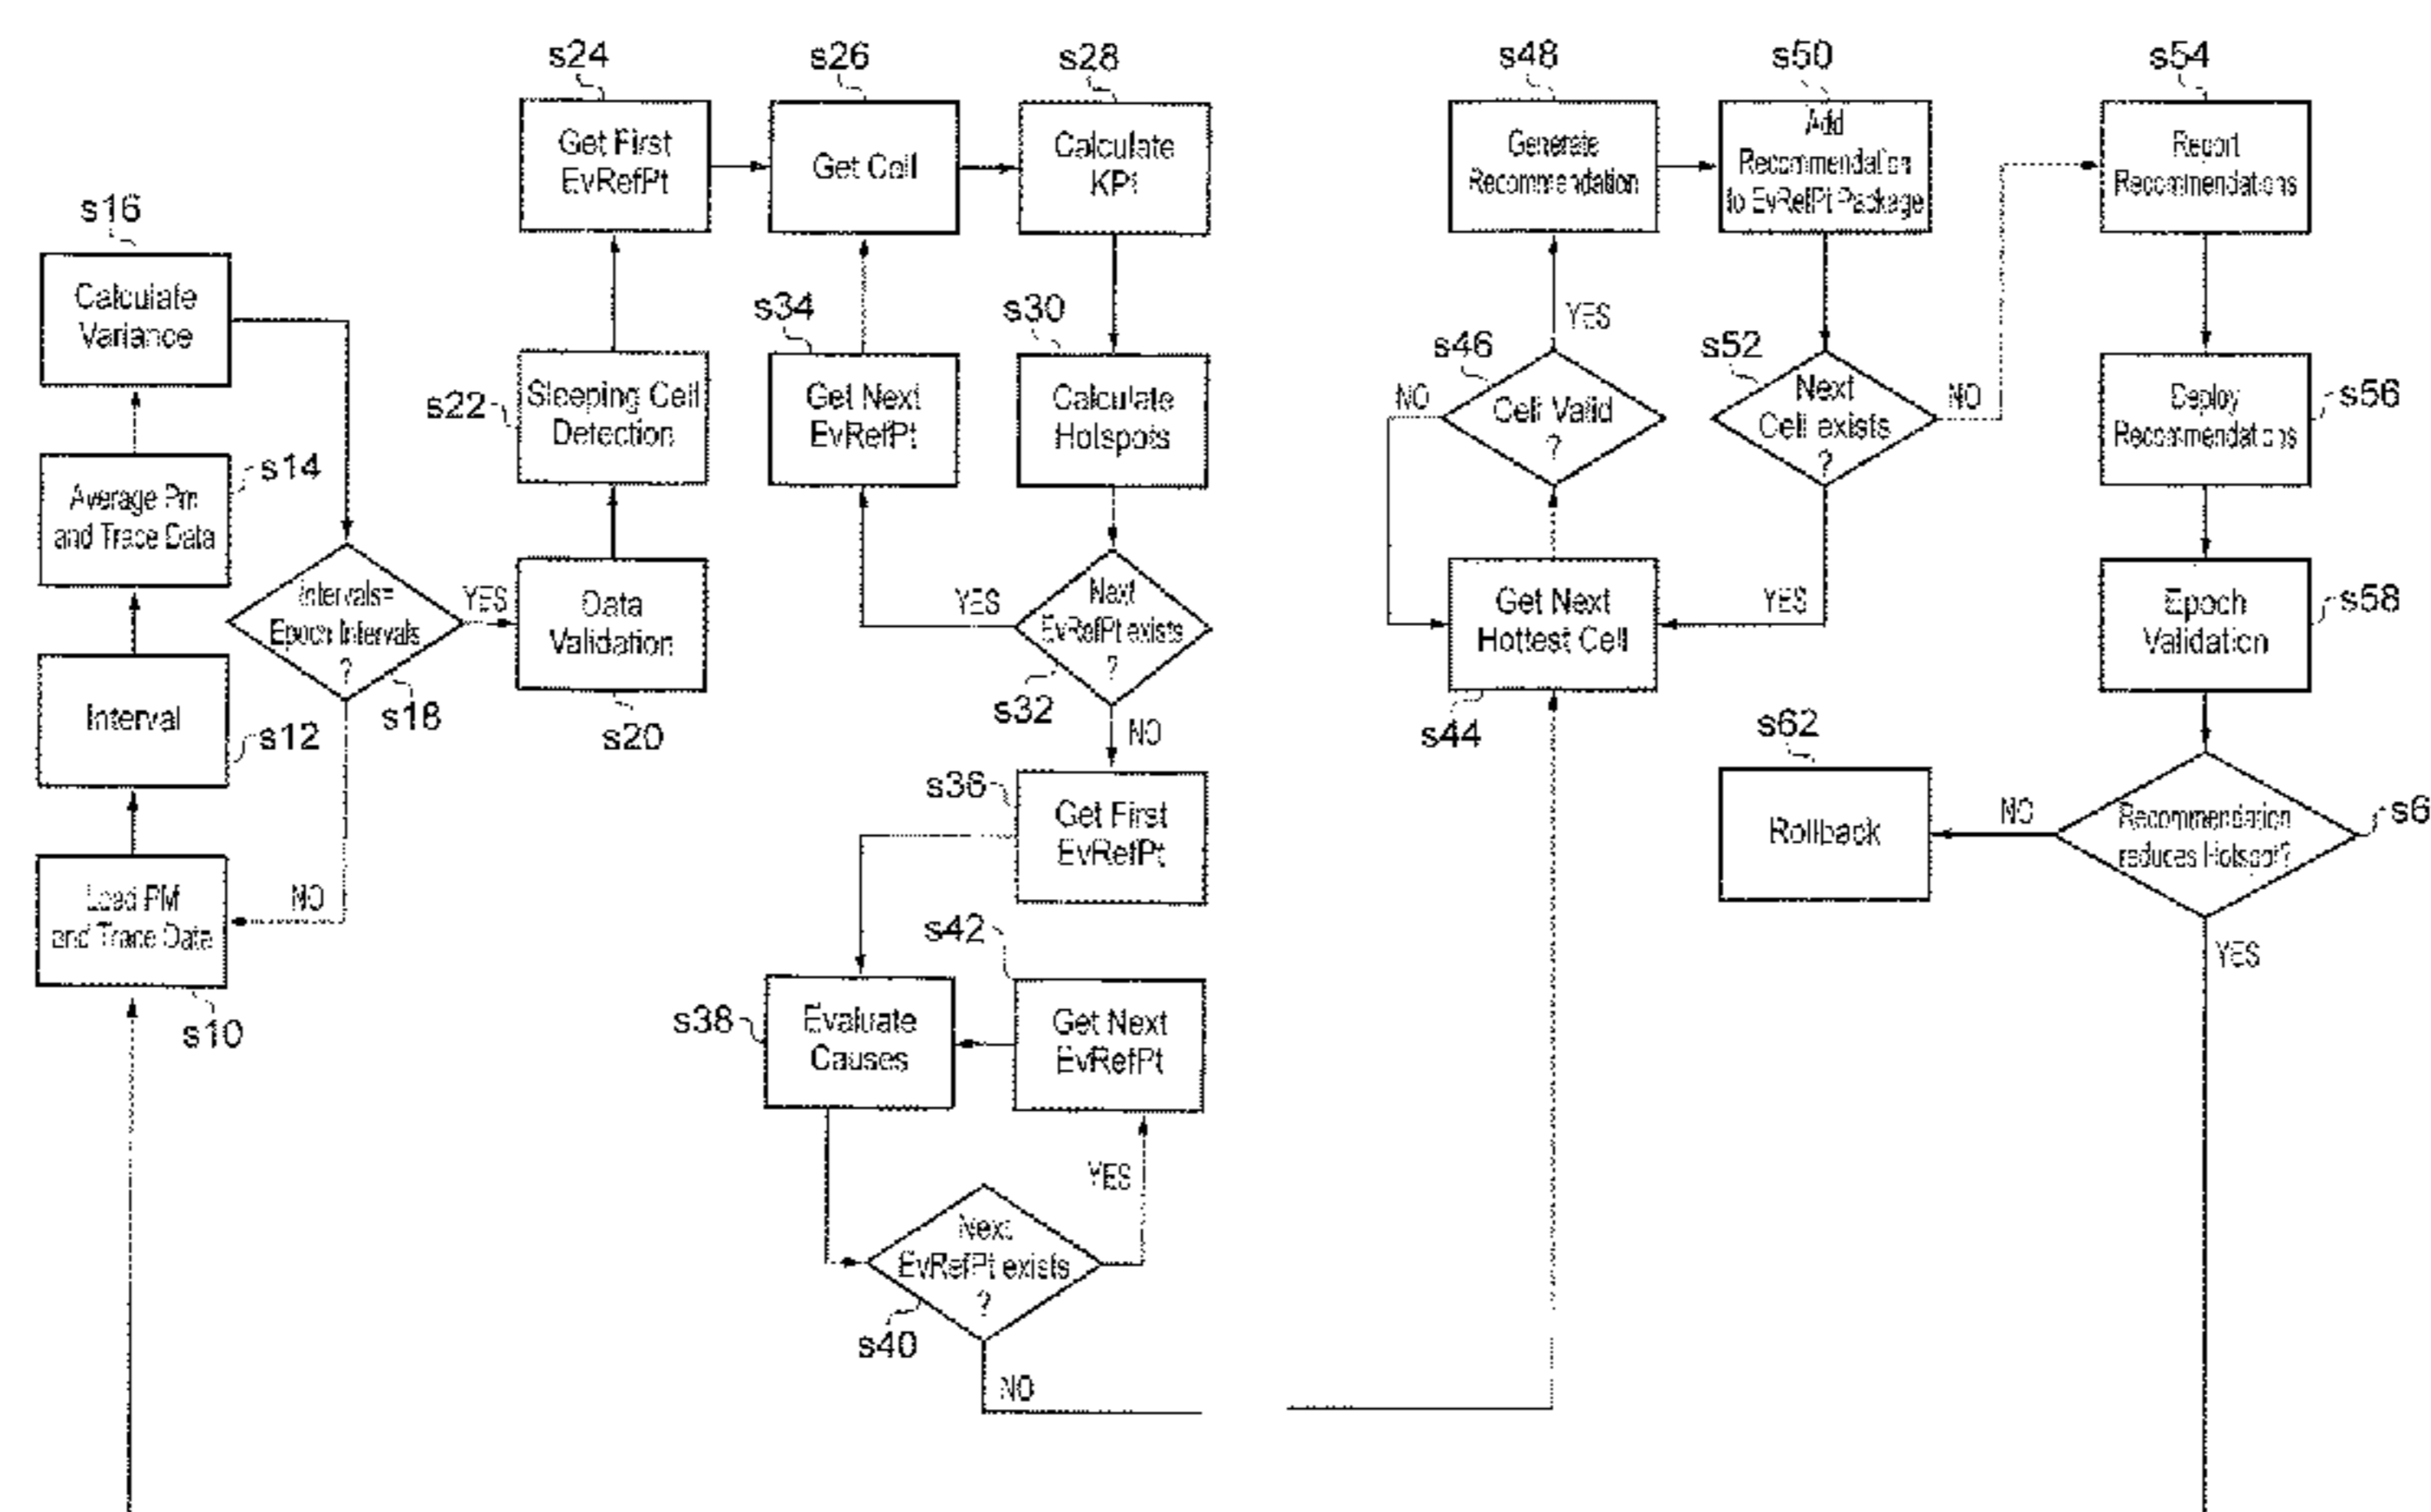 s16
Calculate
Variance
Average Pm
and Trace Data
s14
Interval
s12
Load PM
and Trace Data
s10
Intervals=
Epoch Intervals
?
s18
YES
NO
Data
Validation
s20
s22
Sleeping Cell
Detection
s24
Get First
EvRefPt
s26
Get Cell
s28
Calculate
KPI
s30
Calculate
Hotspots
s34
Get Next
EvRefPt
YES
Next
EvRefPt exists
?
s32
NO
s36
Get First
EvRefPt
s38
Evaluate
Causes
s42
Get Next
EvRefPt
YES
Next
EvRefPt exists
?
s40
NO
s44
Get Next
Hottest Cell
s46
Cell Valid
?
NO
YES
s48
Generate
Recommendation
s50
Add
Recommendation
to EvRefPt Package
s52
Next
Cell exists
?
NO
YES
s54
Report
Recommendations
Deploy
Recommendations
s56
Epoch
Validation
s58
Recommendation
reduces Hotspot?
s6
NO
YES
s62
Rollback